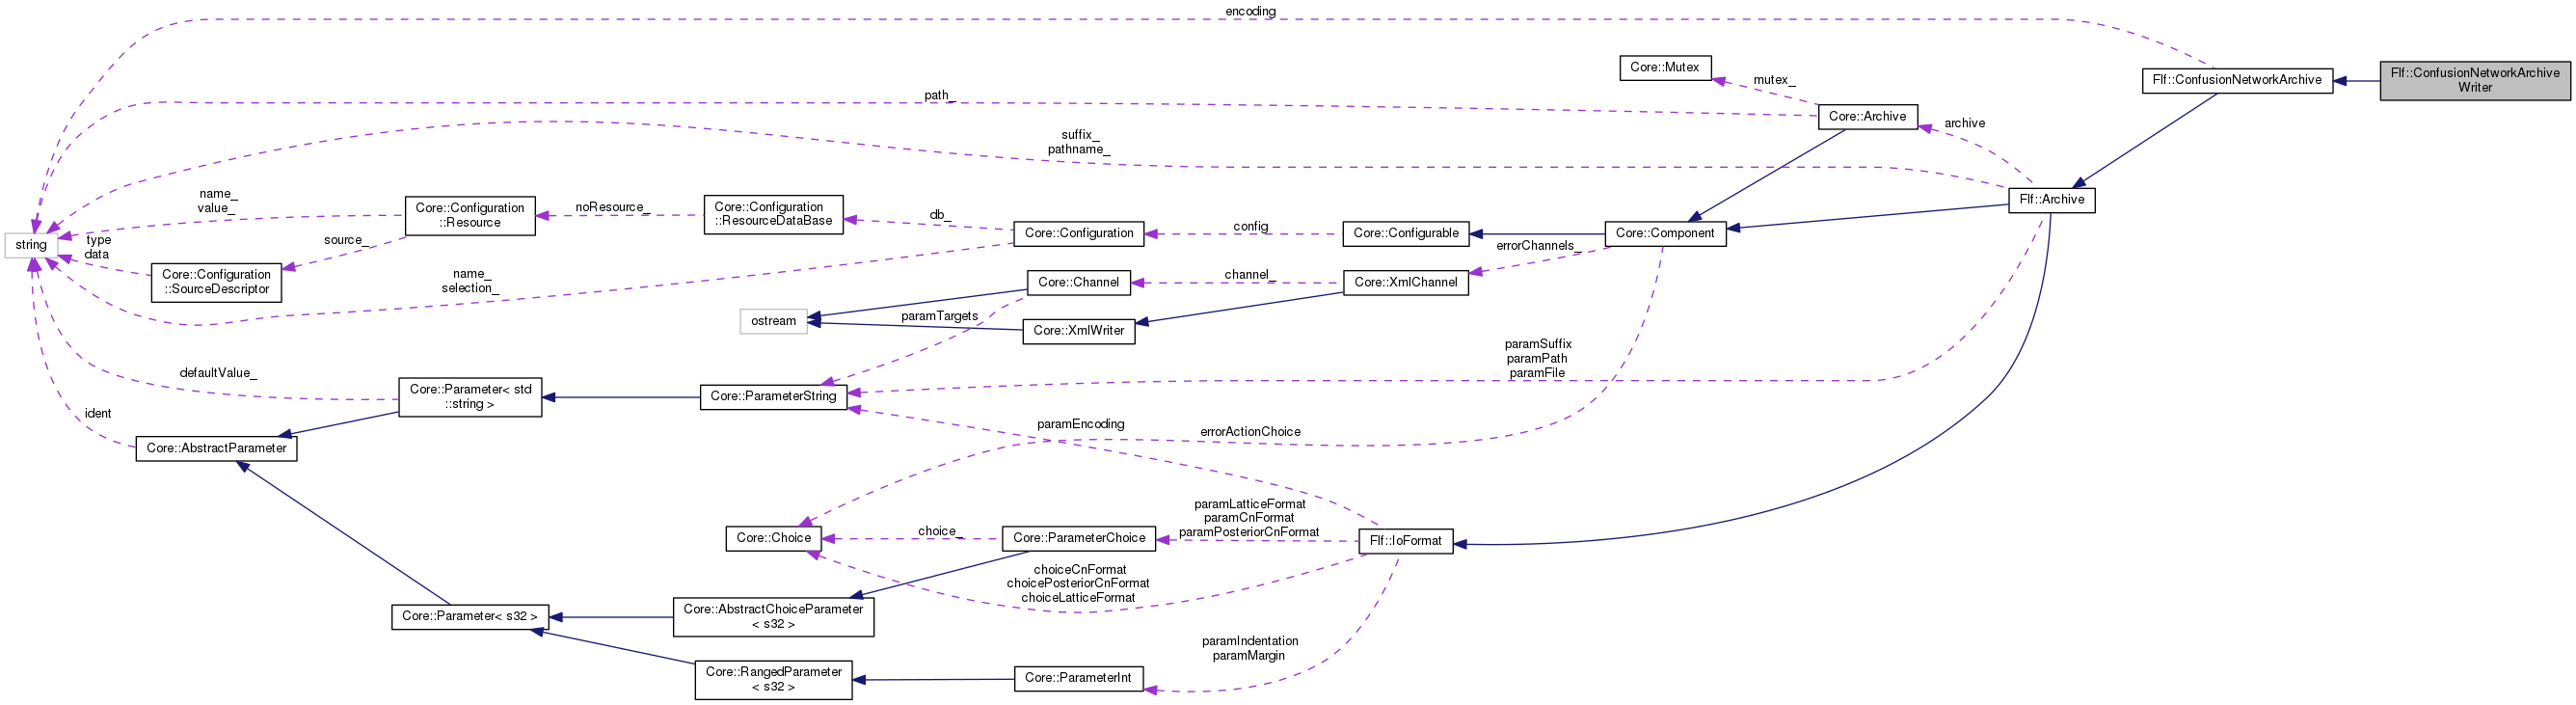 encoding
Core::Mutex
mutex_
Flf::ConfusionNetworkArchive
Flf::ConfusionNetworkArchive
Writer
path_
Core::Archive
archive
suffix_
pathname_
name_
value_
Core::Configuration
::Resource
noResource_
Core::Configuration
::ResourceDataBase
db_
Flf::Archive
string
type
data
source_
Core::Configuration
config
Core::Configurable
Core::Component
errorChannels_
Core::Configuration
::SourceDescriptor
name_
selection_
Core::Channel
channel_
Core::XmlChannel
ostream
paramTargets
Core::XmlWriter
paramSuffix
paramPath
paramFile
defaultValue_
Core::Parameter< std
::string >
Core::ParameterString
ident
Core::AbstractParameter
paramEncoding
errorActionChoice
Core::Choice
choice_
Core::ParameterChoice
paramLatticeFormat
paramCnFormat
paramPosteriorCnFormat
Flf::IoFormat
choiceCnFormat
choicePosteriorCnFormat
choiceLatticeFormat
Core::Parameter< s32 >
Core::AbstractChoiceParameter
< s32 >
paramIndentation
paramMargin
Core::RangedParameter
< s32 >
Core::ParameterInt